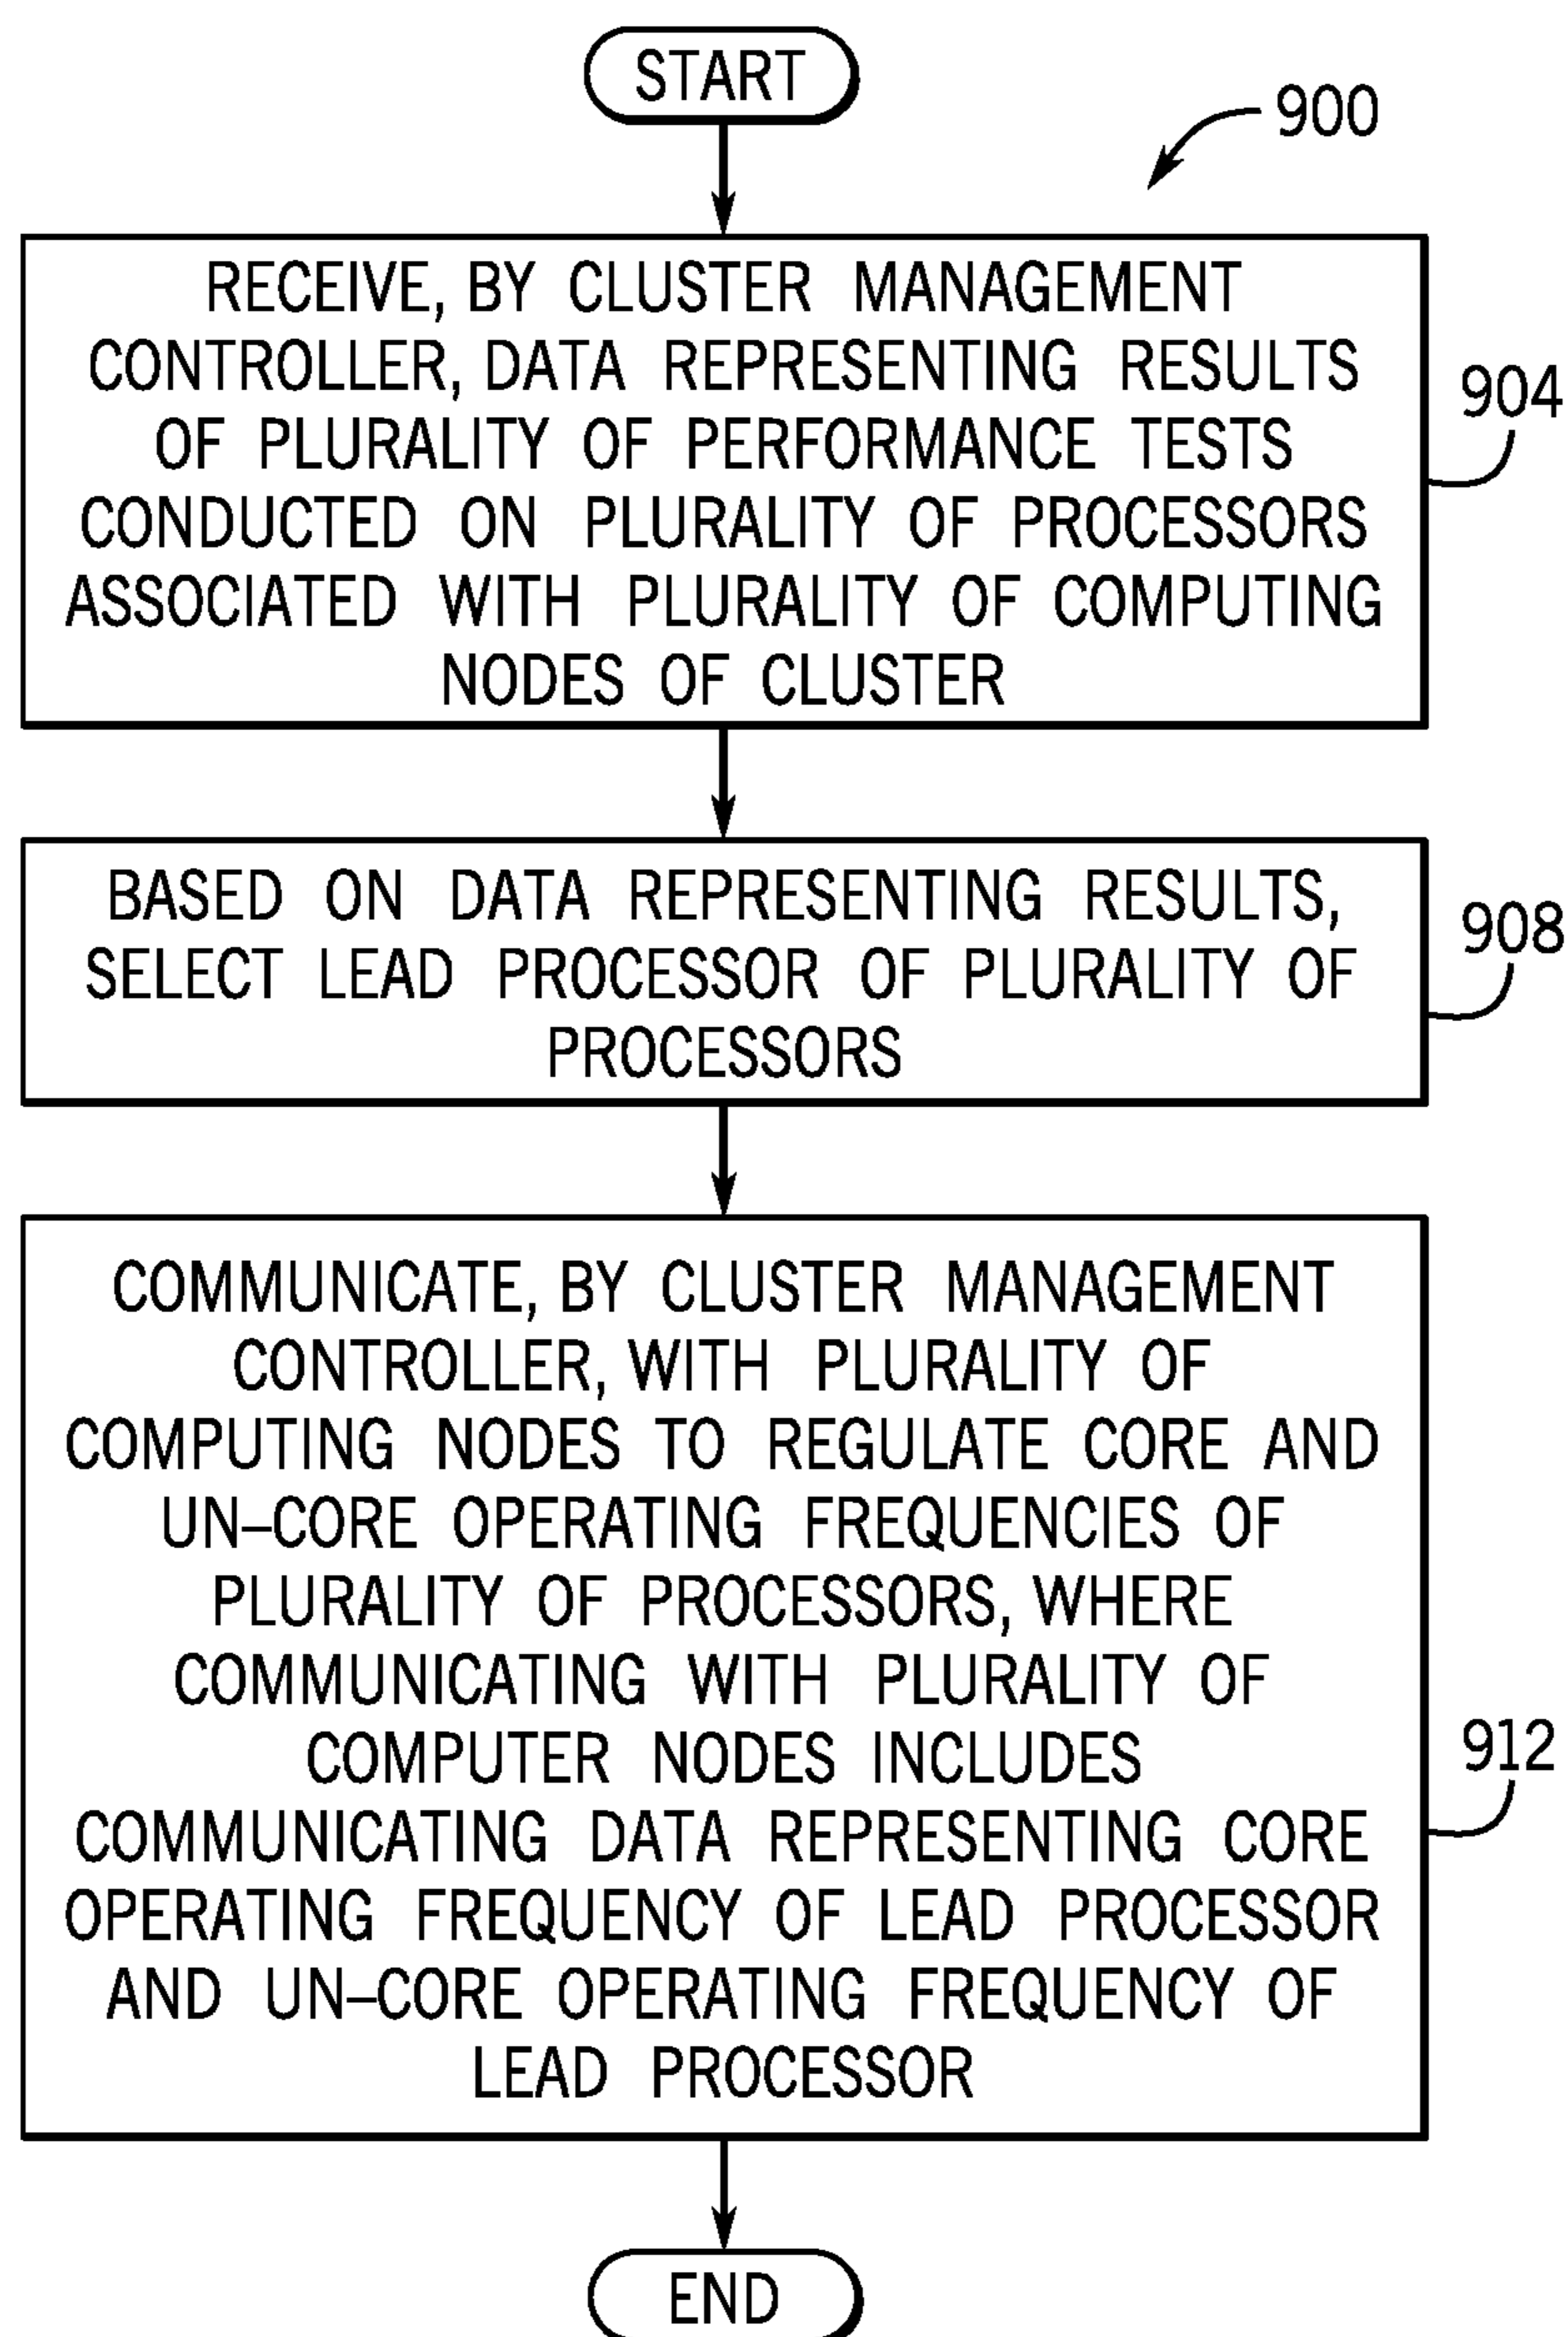 START
900
RECEIVE, BY CLUSTER MANAGEMENT
CONTROLLER, DATA REPRESENTING RESULTS
OF PLURALITY OF PERFORMANCE TESTS
CONDUCTED ON PLURALITY OF PROCESSORS
ASSOCIATED WITH PLURALITY OF COMPUTING
NODES OF CLUSTER
904
BASED ON DATA REPRESENTING RESULTS,
SELECT LEAD PROCESSOR OF PLURALITY OF
PROCESSORS
908
COMMUNICATE, BY CLUSTER MANAGEMENT
CONTROLLER, WITH PLURALITY OF
COMPUTING NODES TO REGULATE CORE AND
UN–CORE OPERATING FREQUENCIES OF
PLURALITY OF PROCESSORS, WHERE
COMMUNICATING WITH PLURALITY OF
COMPUTER NODES INCLUDES
COMMUNICATING DATA REPRESENTING CORE
OPERATING FREQUENCY OF LEAD PROCESSOR
AND UN–CORE OPERATING FREQUENCY OF
LEAD PROCESSOR
912
END